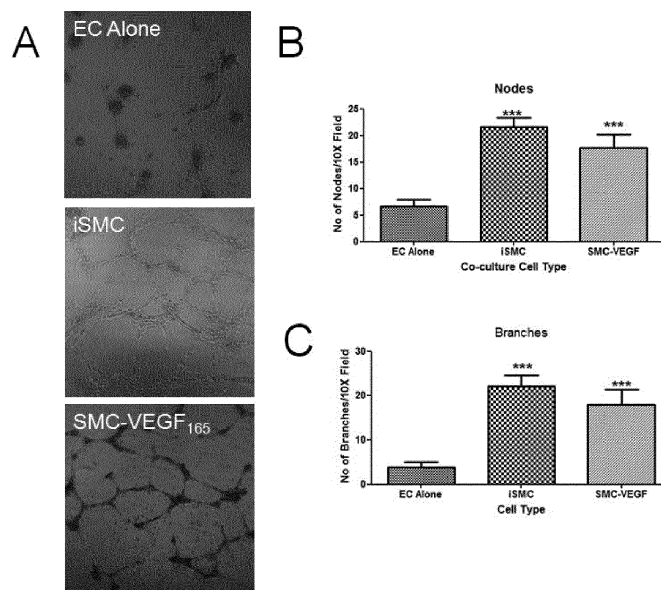 A
EC Alone
iSMC
SMC-VEGF165
B
Nodes
No of Nodes/10X Field
25
20
15
10
5
0
***
***
EC Alone
iSMC
SMC-VEGF
Co-culture Cell Type
C
Branches
No of Branches/10X Field
30
20
10
0
***
***
EC Alone
iSMC
SMC-VEGF
Cell Type